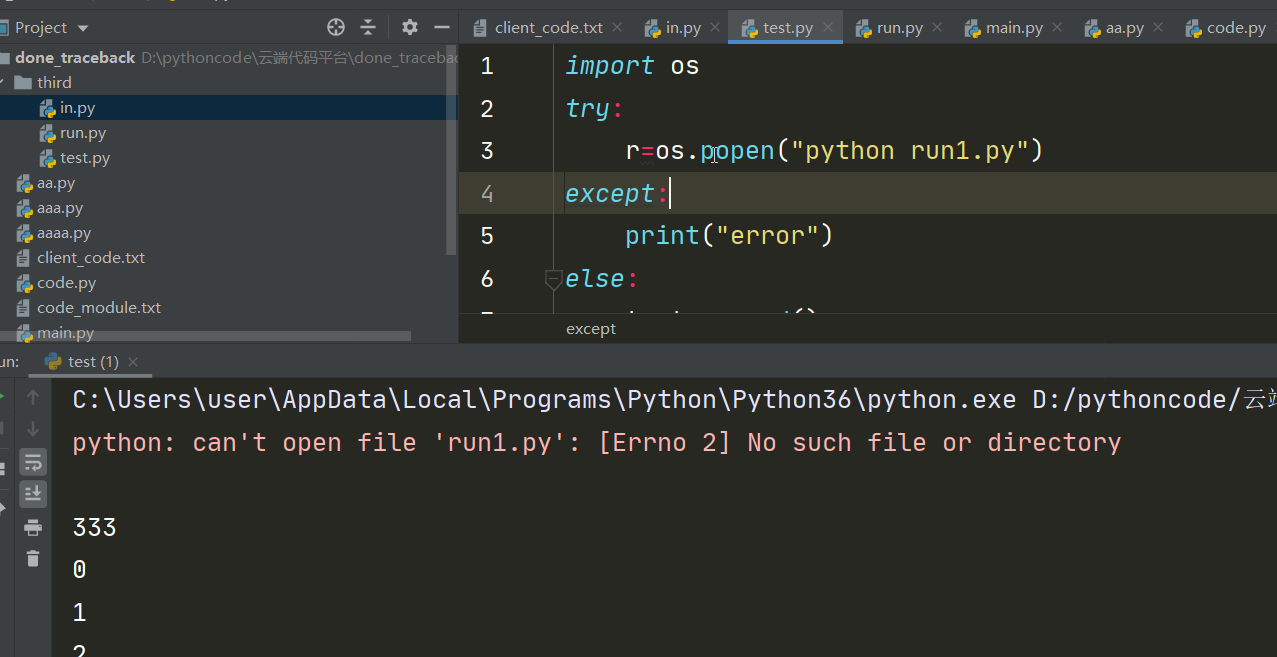 Project
client_code.txt in.py test.py run.py main.py aa.py code.py
done_traceback D:\pythoncode\云端代码平台\done_traceba
third
in.py
run.py
test.py
aa.py
aaa.py
aaaa.py
client_code.txt
code.py
code_module.txt
main.py
1 import os
2 try:
3 r=os.popen("python run1.py")
4 except:
5 print("error")
6 else:
except
un: test (1)
C:\Users\user\AppData\Local\Programs\Python\Python36\python.exe D:/pythoncode/云端
python: can't open file 'run1.py': [Errno 2] No such file or directory
333
0
1
2